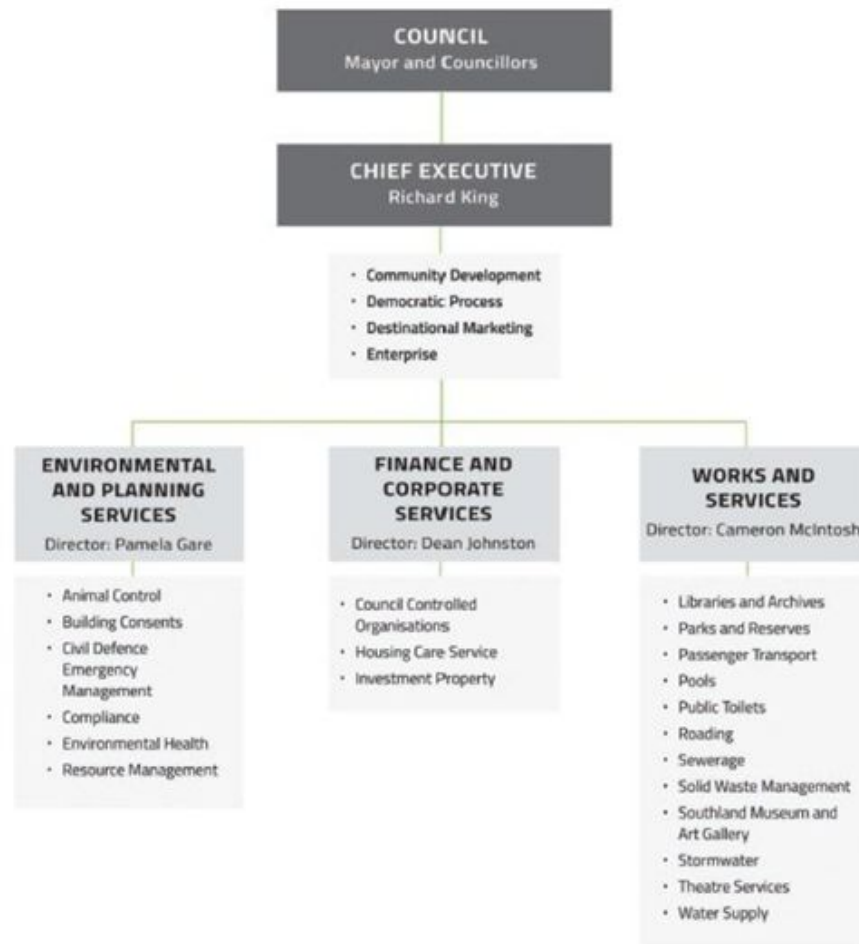 COUNCIL
Mayor and Councillors
CHIEF EXECUTIVE
Richard King
• Community Development
• Democratic Process
• Destinational Marketing
• Enterprise
ENVIRONMENTAL
AND PLANNING
SERVICES
Director: Pamela Gare
• Animal Control
• Building Consents
• Civil Defence
Emergency
Management
• Compliance
• Environmental Health
• Resource Management
FINANCE AND
CORPORATE
SERVICES
Director: Dean Johnston
• Council Controlled
Organisations
• Housing Care Service
• Investment Property
WORKS AND
SERVICES
Director: Cameron McIntosh
• Libraries and Archives
• Parks and Reserves
• Passenger Transport
• Pools
• Public Toilets
• Roading
• Sewerage
• Solid Waste Management
• Southland Museum and
Art Gallery
• Stormwater
• Theatre Services
• Water Supply